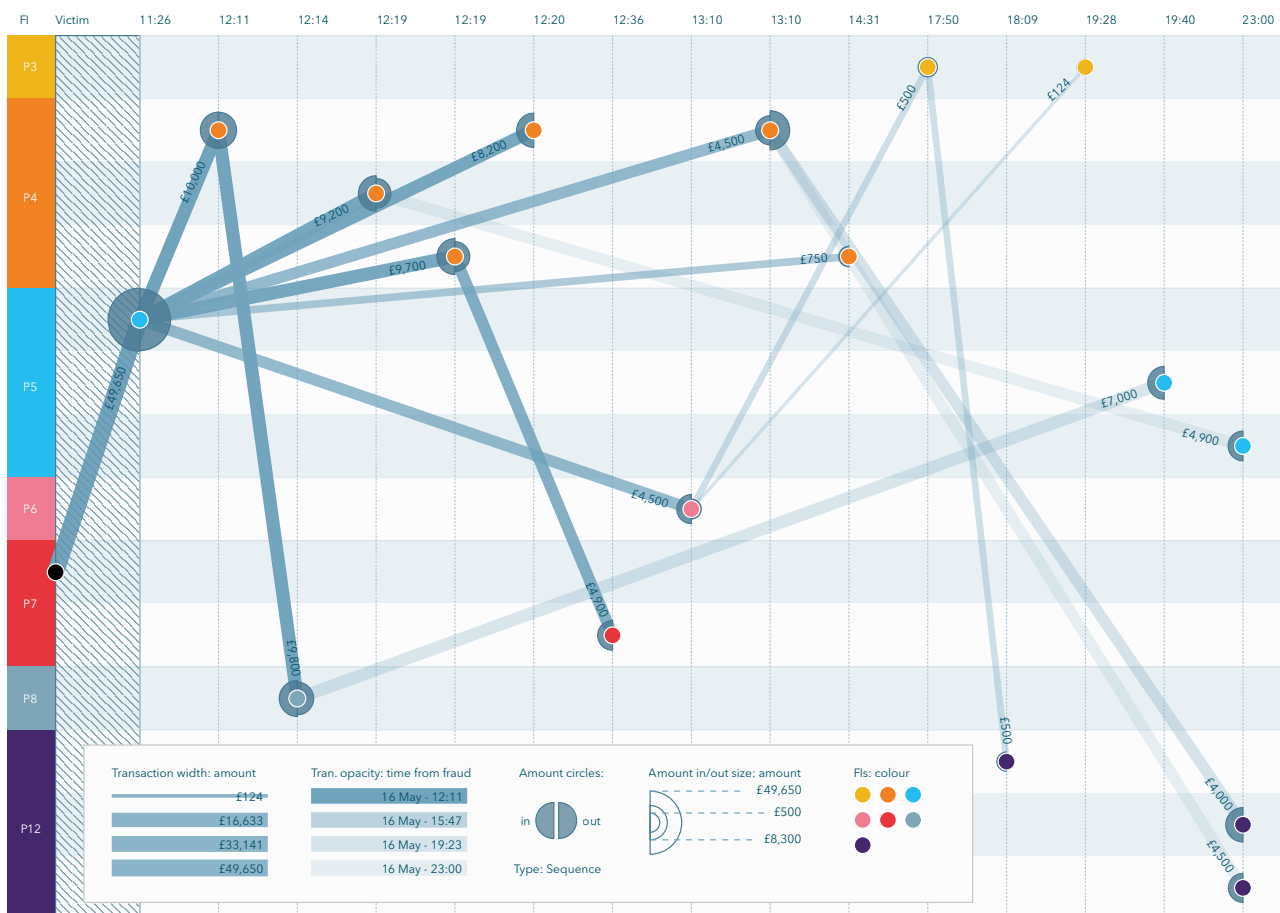 FI Victim 11:26 12:11 12:14 12:19 12:19 12:20 12:36 13:10 13:10 14:31 17:50 18:09 19:28 19:40 23:00
P3
£500
£124
£10,000
£8,200
£4,500
P4
£9,200
£9,700
£750
£49,650
P5
£7,000
£4,900
P6
£4,500
P7
£4,900
£9,800
P8
£500
P12
£4,000
£4,500
Transaction width: amount
£124
£16,633
£33,141
£49,650
Tran. opacity: time from fraud
16 May - 12:11
16 May - 15:47
16 May - 19:23
16 May - 23:00
Amount circles:
in out
Type: Sequence
Amount in/out size: amount
£49,650
£500
£8,300
FIs: colour